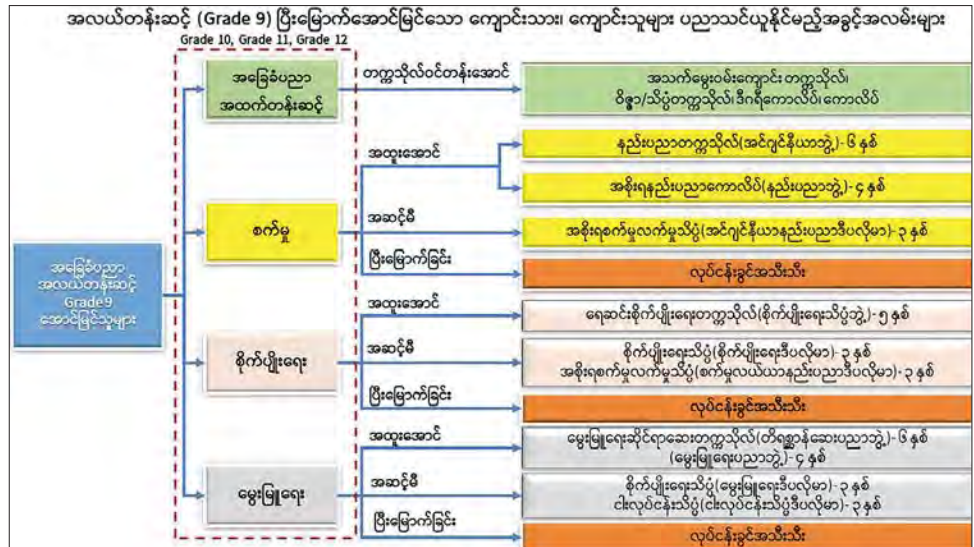 အလယ်တန်းဆင့် (Grade 9) ပြီးမြောက်အောင်မြင်သော ကျောင်းသား၊ ကျောင်းသူများ ပညာသင်ယူနိုင်မည့်အခွင့်အလမ်းများ
Grade 10, Grade 11, Grade 12
အခြေခံပညာ
အလယ်တန်းဆင့်
Grade9
အောင်မြင်သူများ
အခြေခံပညာ
အထက်တန်းဆင့်
တက္ကသိုလ်ဝင်တန်းအောင်
အသက်မွေးဝမ်းကျောင်း တက္ကသိုလ်၊
ဝိဇ္ဇာ/သိပ္ပံတက္ကသိုလ်၊ ဒီဂရီကောလိပ်၊ ကောလိပ်
စက်မှု
အထူးအောင်
နည်းပညာတက္ကသိုလ်(အင်ဂျင်နီယာဘွဲ့)-၆ နှစ်
အစိုးရနည်းပညာကောလိပ်(နည်းပညာဘွဲ့)-၄ နှစ်
အဆင့်မီ
အစိုးရစက်မှုလက်မှုသိပ္ပံ(အင်ဂျင်နီယာနည်းပညာဒီပလိုမာ)-၃ နှစ်
ပြီးမြောက်ခြင်း
လုပ်ငန်းခွင်အသီးသီး
စိုက်ပျိုးရေး
အထူးအောင်
ရေဆင်းစိုက်ပျိုးရေးတက္ကသိုလ်(စိုက်ပျိုးရေးသိပ္ပံဘွဲ့)-၅ နှစ်
အဆင့်မီ
စိုက်ပျိုးရေးသိပ္ပံ(စိုက်ပျိုးရေးဒီပလိုမာ)-၃ နှစ်
အစိုးရစက်မှုလက်မှုသိပ္ပံ(စက်မှုလယ်ယာနည်းပညာဒီပလိုမာ)-၃ နှစ်
ပြီးမြောက်ခြင်း
လုပ်ငန်းခွင်အသီးသီး
မွေးမြူရေး
အထူးအောင်
မွေးမြူရေးဆိုင်ရာဆေးတက္ကသိုလ်(တိရစ္ဆာန်ဆေးပညာဘွဲ့)-၆ နှစ်
(မွေးမြူရေးပညာဘွဲ့)-၄ နှစ်
အဆင့်မီ
စိုက်ပျိုးရေးသိပ္ပံ(မွေးမြူရေးဒီပလိုမာ)-၃ နှစ်
ငါးလုပ်ငန်းသိပ္ပံ(ငါးလုပ်ငန်းသိပ္ပံဒီပလိုမာ)-၃ နှစ်
ပြီးမြောက်ခြင်း
လုပ်ငန်းခွင်အသီးသီး